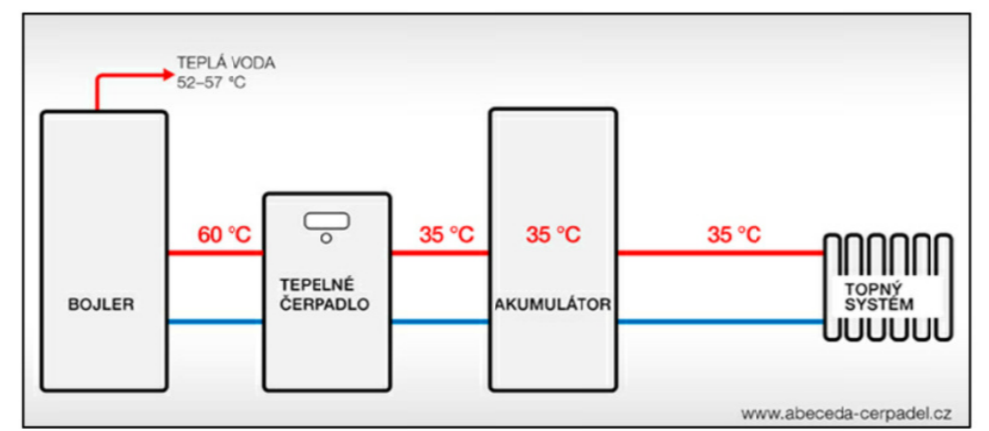 TEPLÁ VODA
52–57 °C
60 °C
35 °C
35 °C
35 °C
BOJLER
TEPELNÉ
ČERPADLO
AKUMULÁTOR
TOPNÝ
SYSTÉM
www.abeceda-cerpadel.cz